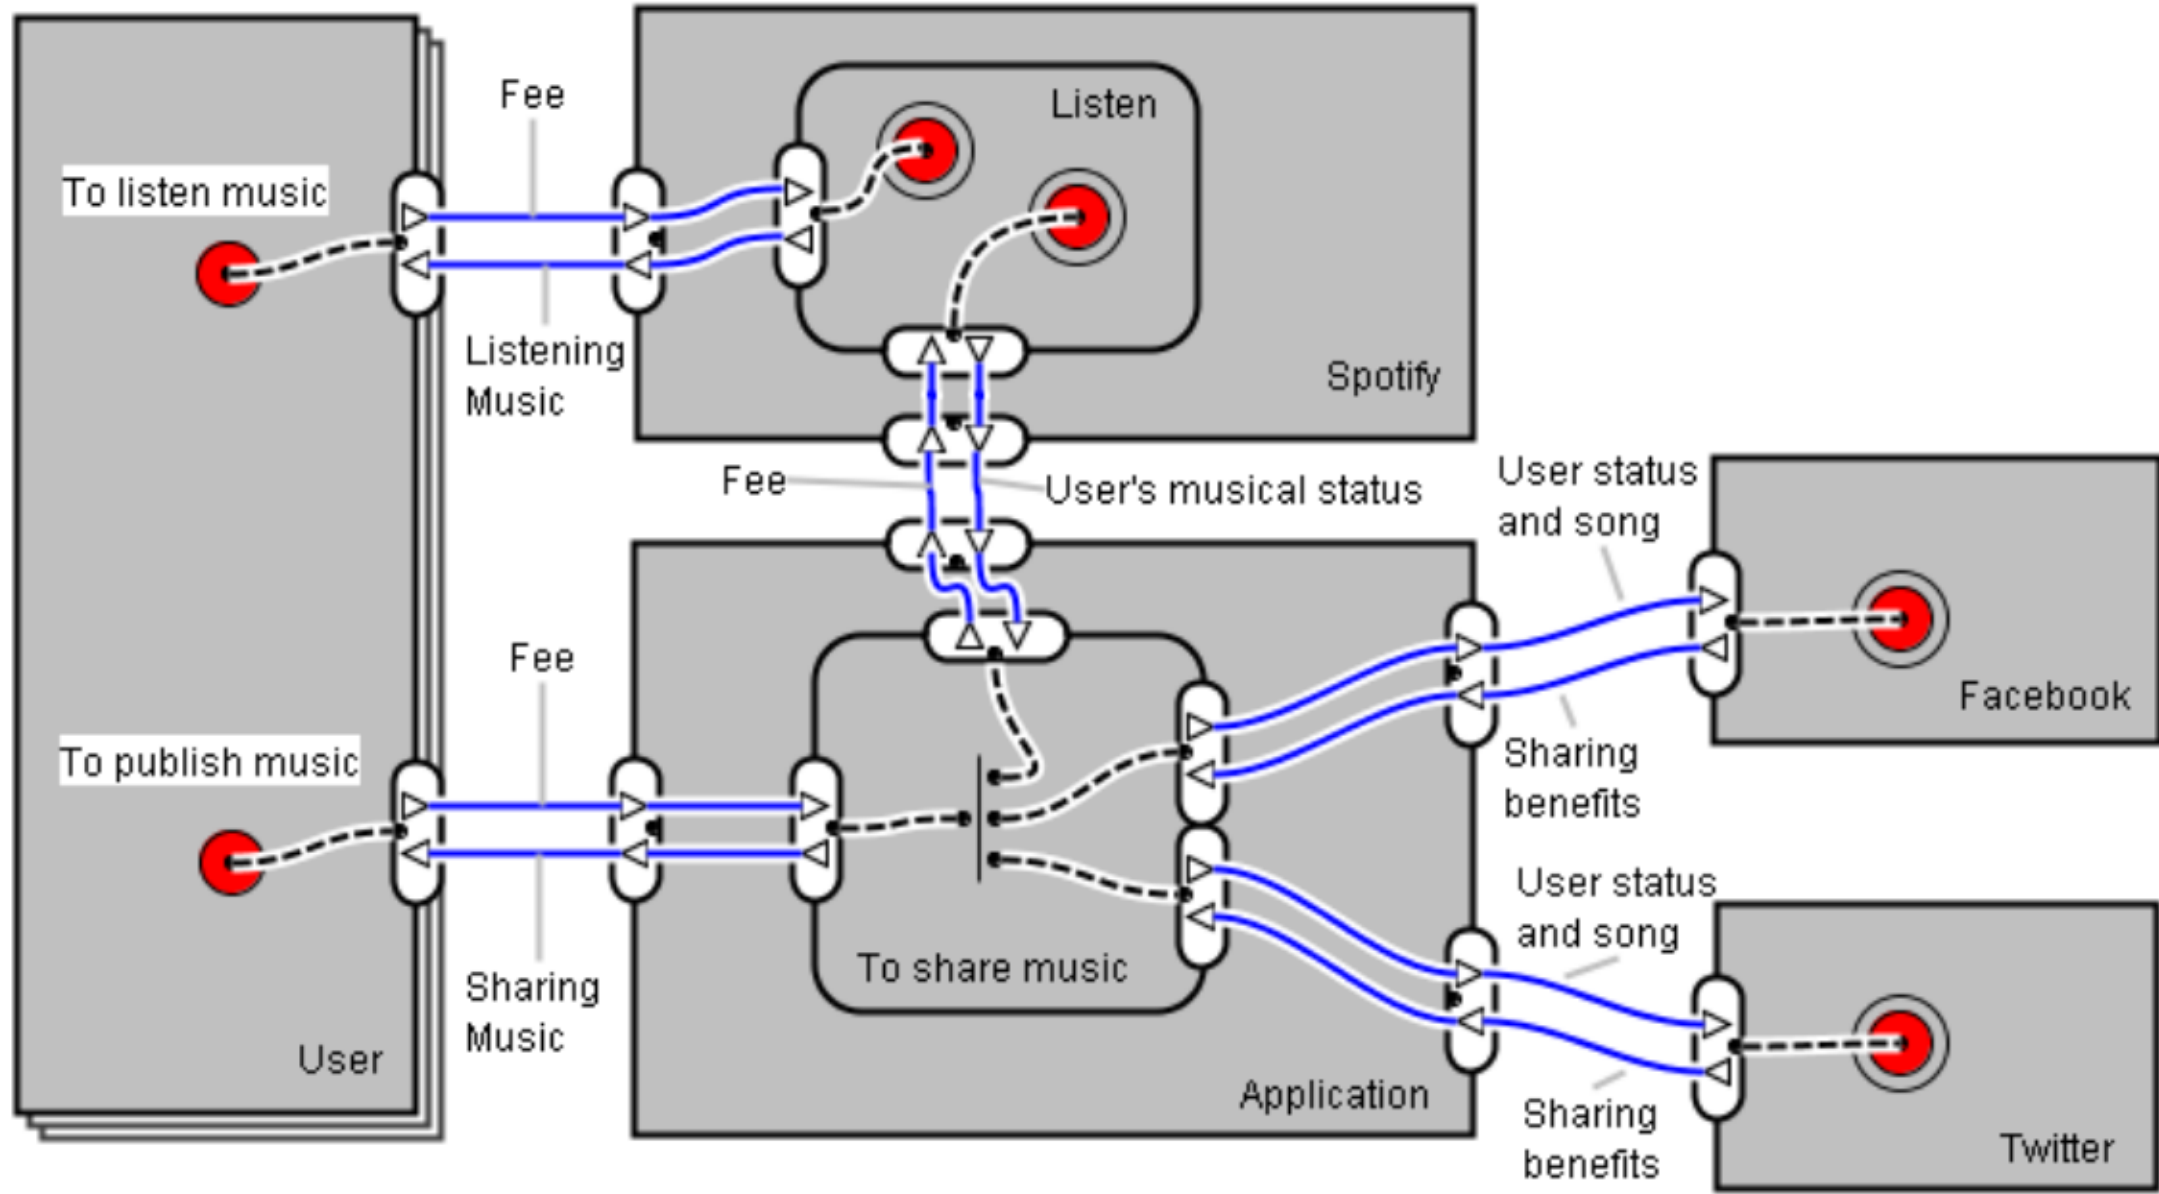 Fee
Listen
To listen music
Listening
Music
Spotify
Fee
User's musical status
User status
and song
Fee
Facebook
To publish music
Sharing
benefits
User status
and song
To share music
Sharing
Music
User
Application
Sharing
benefits
Twitter